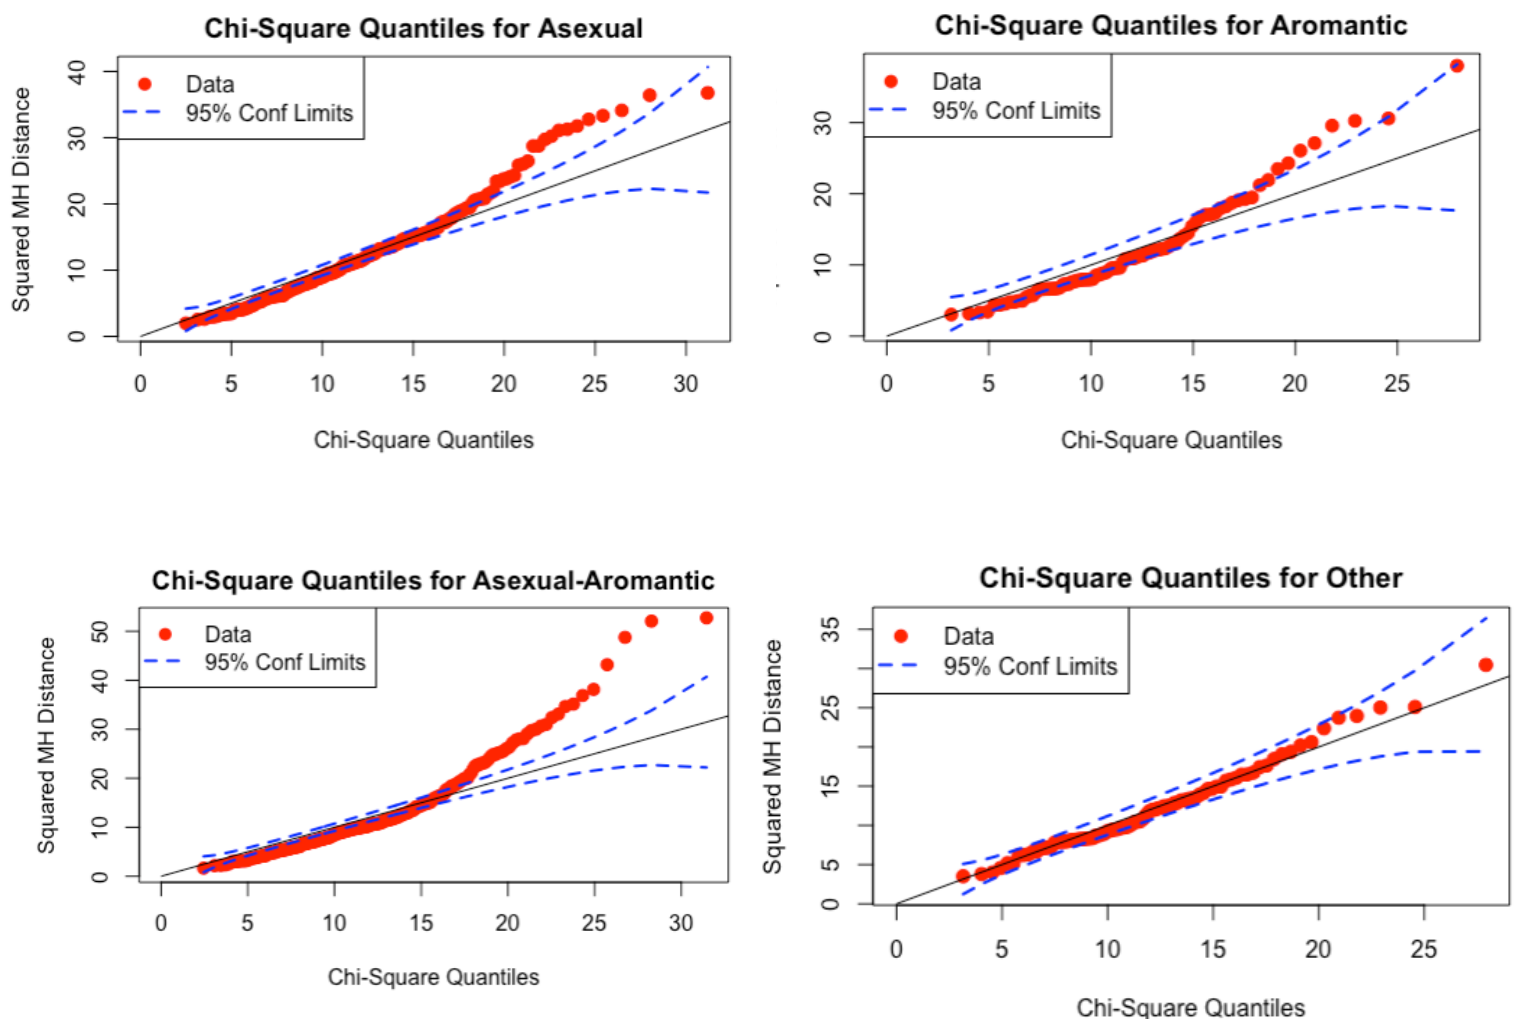 Chi-Square Quantiles for Asexual
Data
95% Conf Limits
Squared MH Distance
40
30
20
10
0
0 5 10 15 20 25 30
Chi-Square Quantiles
Chi-Square Quantiles for Aromantic
Data
95% Conf Limits
30
20
10
0
0 5 10 15 20 25
Chi-Square Quantiles
Chi-Square Quantiles for Asexual-Aromantic
Data
95% Conf Limits
Squared MH Distance
50
40
30
20
10
0
0 5 10 15 20 25 30
Chi-Square Quantiles
Chi-Square Quantiles for Other
Data
95% Conf Limits
Squared MH Distance
35
25
15
5
0
0 5 10 15 20 25
Chi-Square Quantiles